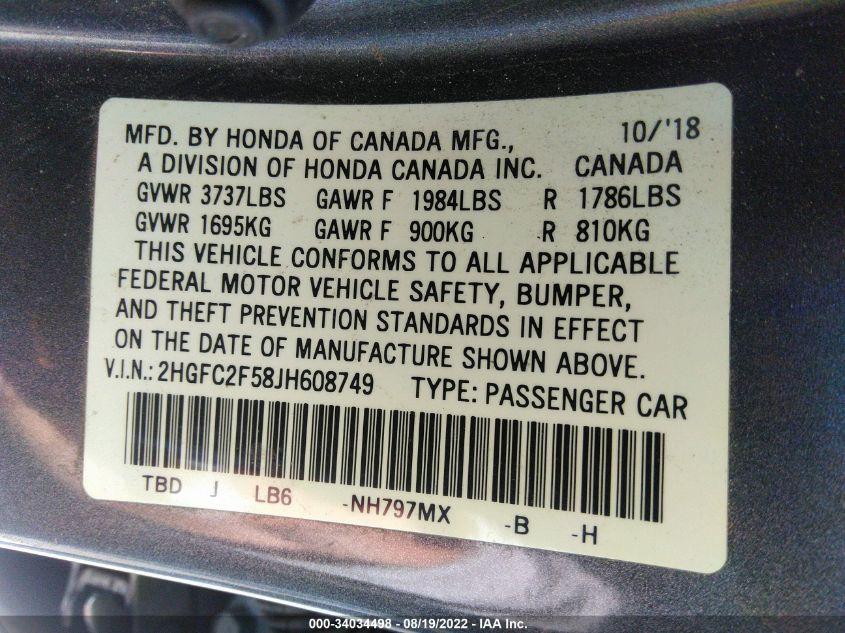 MFD. BY HONDA OF CANADA MFG., 10/'18
A DIVISION OF HONDA CANADA INC. CANADA
GVWR 3737LBS GAWR F 1984LBS R 1786LBS
GVWR 1695KG GAWR F 900KG R 810KG
THIS VEHICLE CONFORMS TO ALL APPLICABLE
FEDERAL MOTOR VEHICLE SAFETY, BUMPER,
AND THEFT PREVENTION STANDARDS IN EFFECT
ON THE DATE OF MANUFACTURE SHOWN ABOVE.
V.I.N.: 2HGFC2F58JH608749 TYPE: PASSENGER CAR
TBD J LB6 -NH797MX -B -H
000-34034498 - 08/19/2022 - IAA Inc.